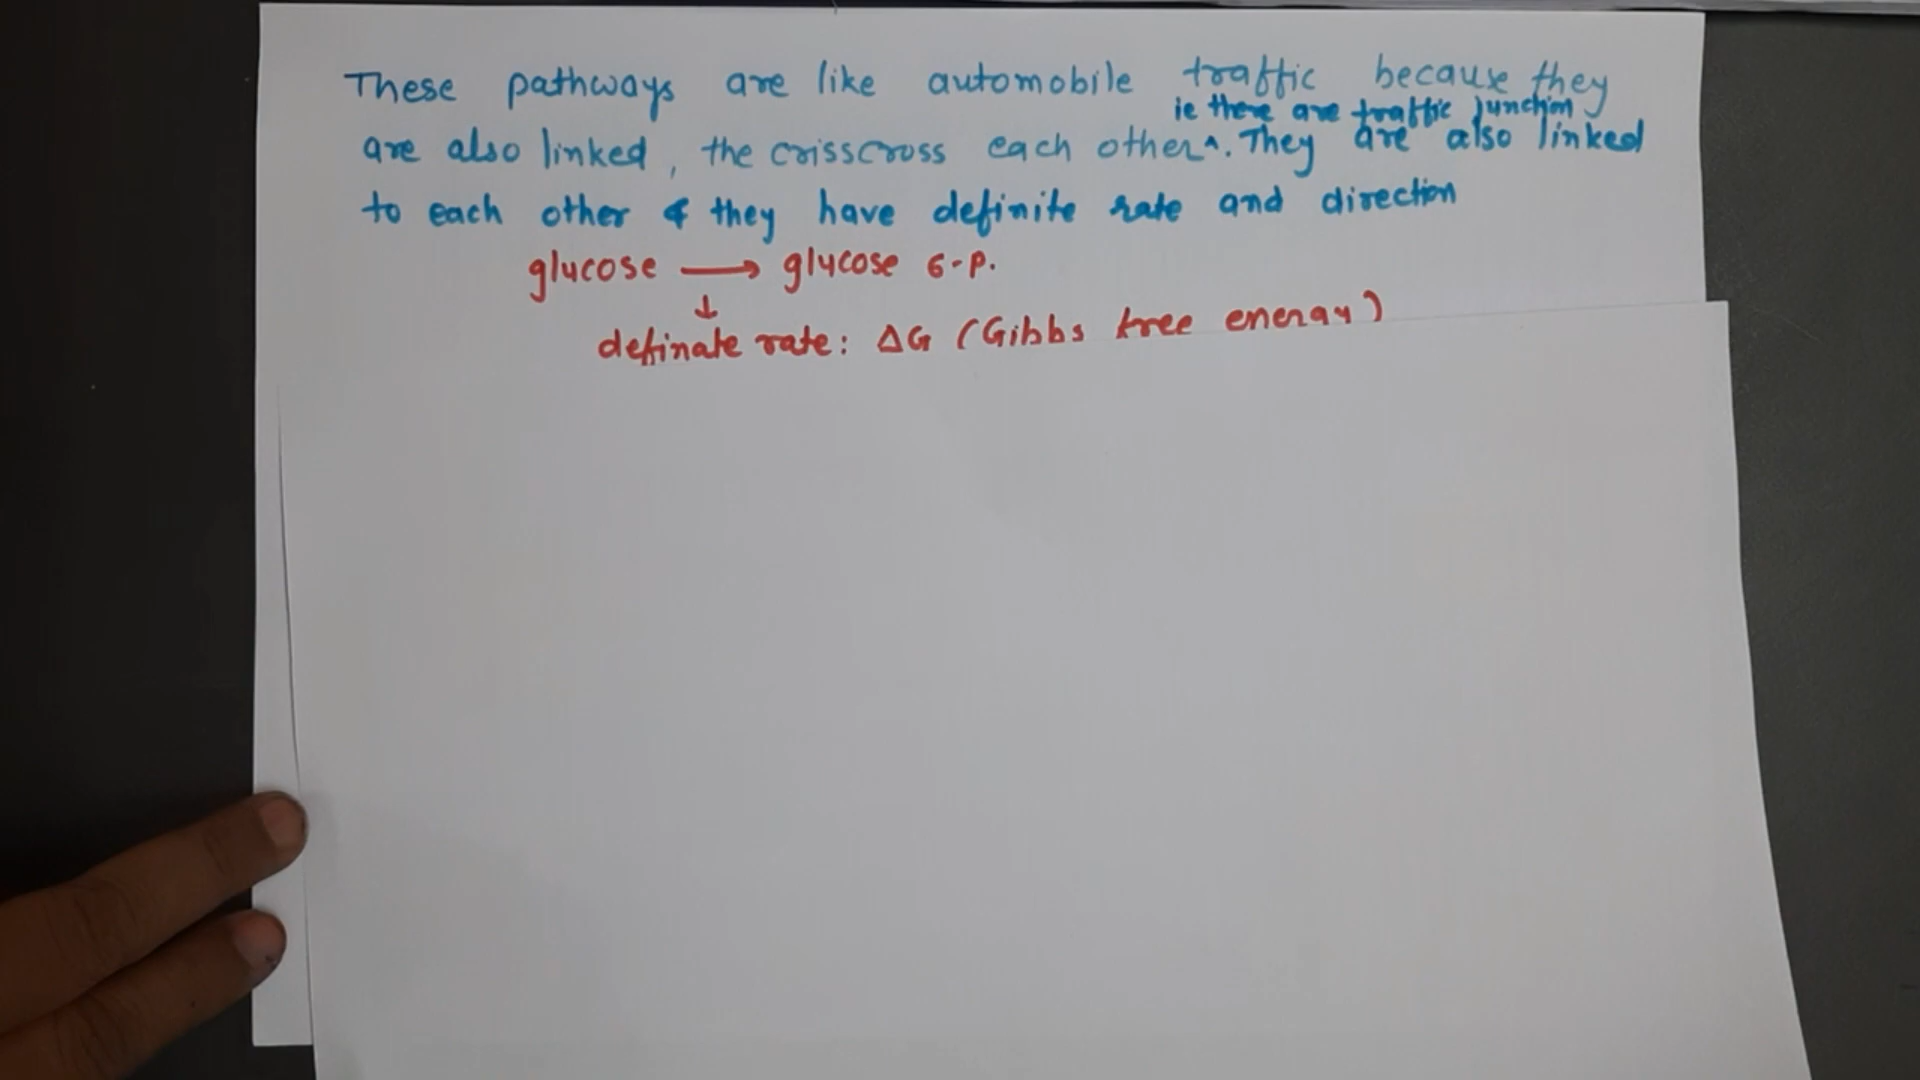 These pathways are like automobile traffic because they
ie there are traffic junction
are also linked, the crisscross each other^. They are also linked
to each other & they have definite rate and direction
glucose → glycose 6-p.
↓
definate rate: ΔG (Gibbs free energy)